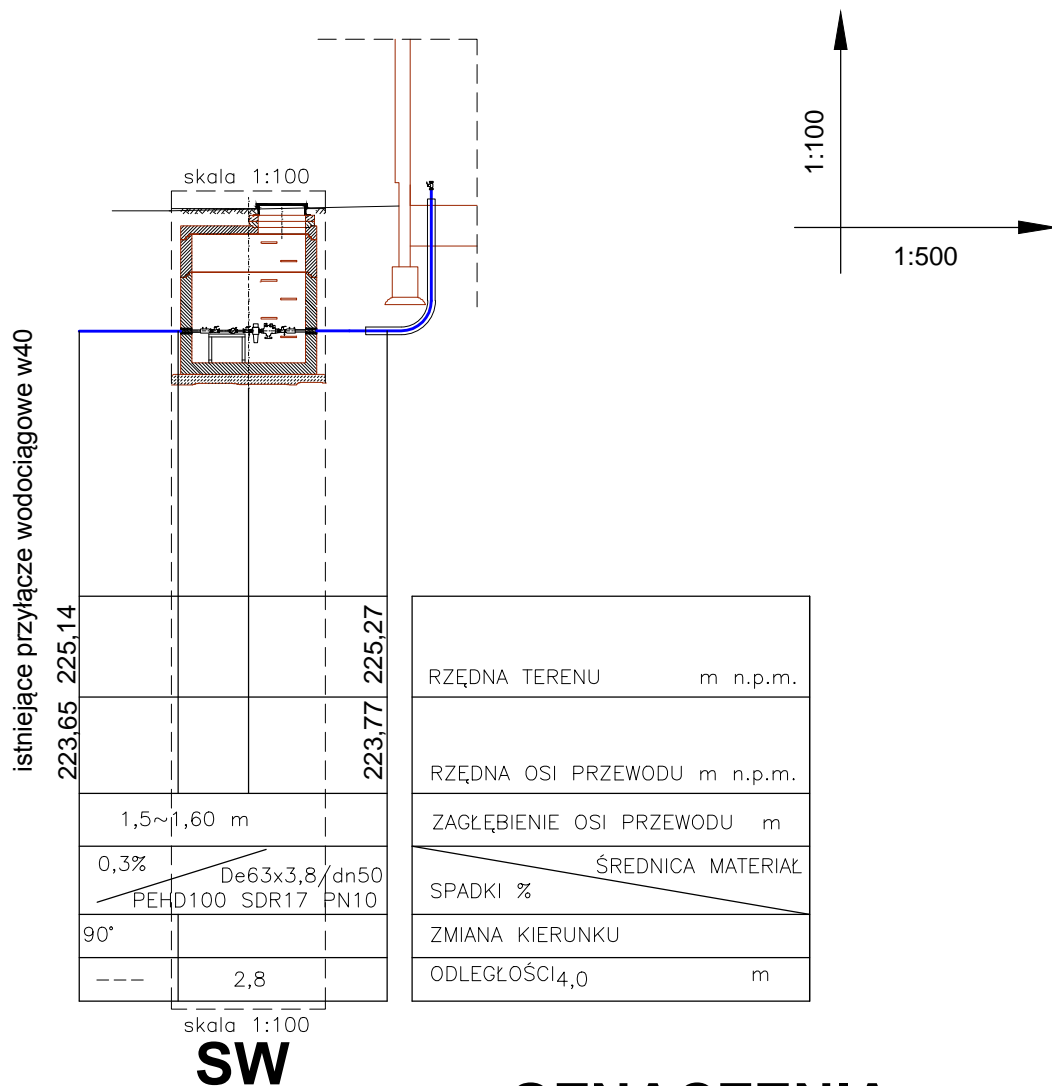 skala 1:100
1:100
1:500
istniejące przyłącze wodociągowe w40
225,14
225,27
RZĘDNA TERENU m n.p.m.
223,65
223,77
RZĘDNA OSI PRZEWODU m n.p.m.
1,5~1,60 m
ZAGŁĘBIENIE OSI PRZEWODU m
0,3%
De63x3,8/dn50
PEHD100 SDR17 PN10
ŚREDNICA MATERIAŁ
SPADKI %
90°
ZMIANA KIERUNKU
--- 2,8
ODLEGŁOŚCI 4,0 m
skala 1:100
SW